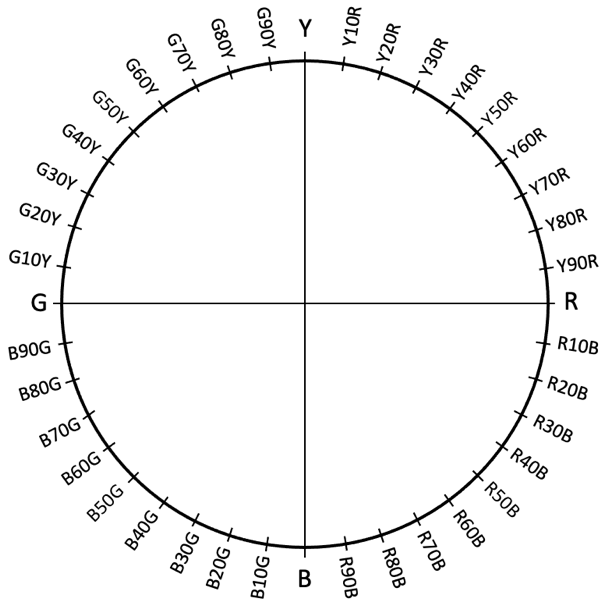 Y
Y10R
Y20R
Y30R
Y40R
Y50R
Y60R
Y70R
Y80R
Y90R
R
R10B
R20B
R30B
R40B
R50B
R60B
R70B
R80B
R90B
B
B10G
B20G
B30G
B40G
B50G
B60G
B70G
B80G
B90G
G
G10Y
G20Y
G30Y
G40Y
G50Y
G60Y
G70Y
G80Y
G90Y